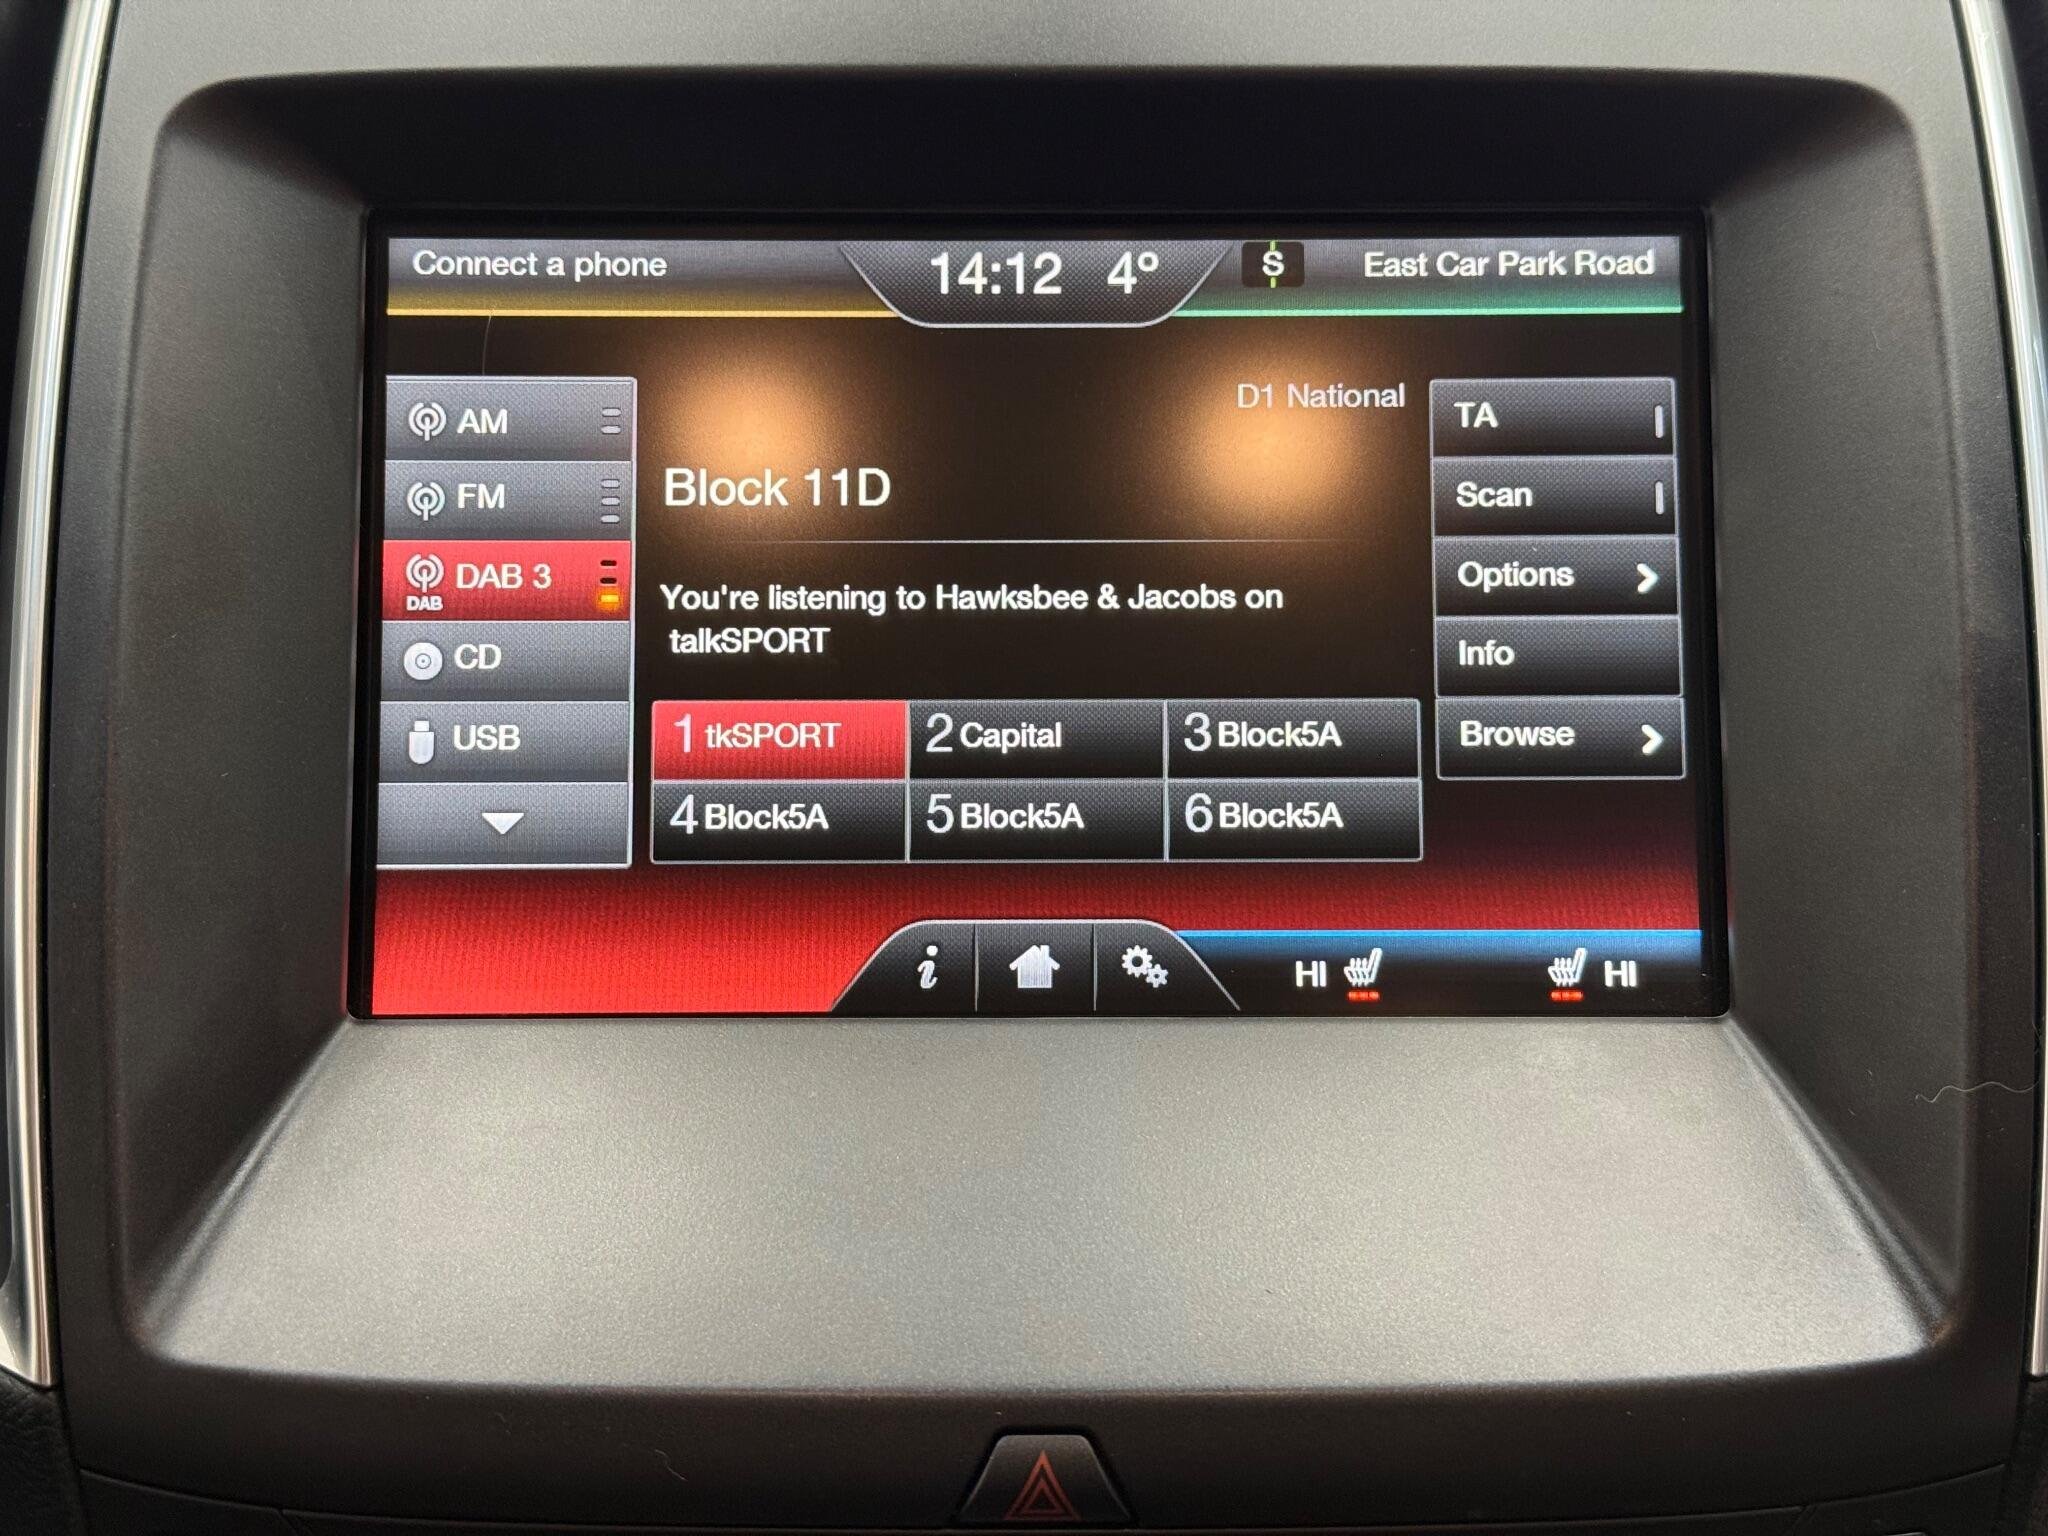 Connect a phone
14:12 4º
S
East Car Park Road
AM
FM
DAB 3
DAB
CD
USB
D1 National
Block 11D
You're listening to Hawksbee & Jacobs on
talkSPORT
1 tkSPORT
2 Capital
3 Block5A
4 Block5A
5 Block5A
6 Block5A
TA
Scan
Options
Info
Browse
i
HI
HI